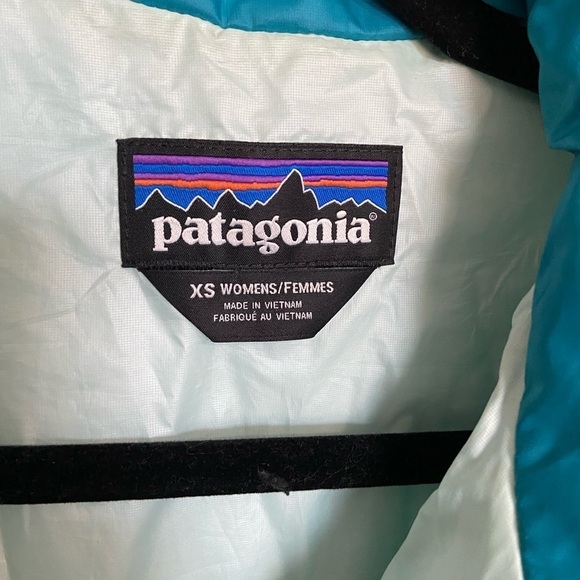 patagonia®
XS WOMENS/FEMMES
MADE IN VIETNAM
FABRIQUÉ AU VIETNAM